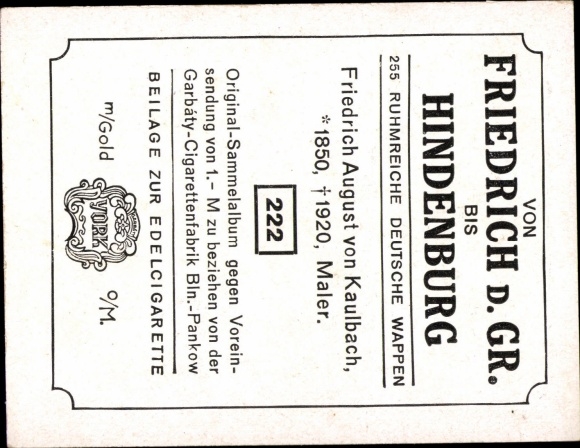 VON
FRIEDRICH D. GR.
BIS
HINDENBURG
255 RUHMREICHE DEUTSCHE WAPPEN
Friedrich August von Kaulbach,
*1850, †1920, Maler.
222
Original-Sammelalbum gegen Vorein-
sendung von 1.- M zu beziehen von der
Garbáty-Cigarettenfabrik Bln.-Pankow
BEILAGE ZUR EDELCIGARETTE
m/Gold YORK o/M.